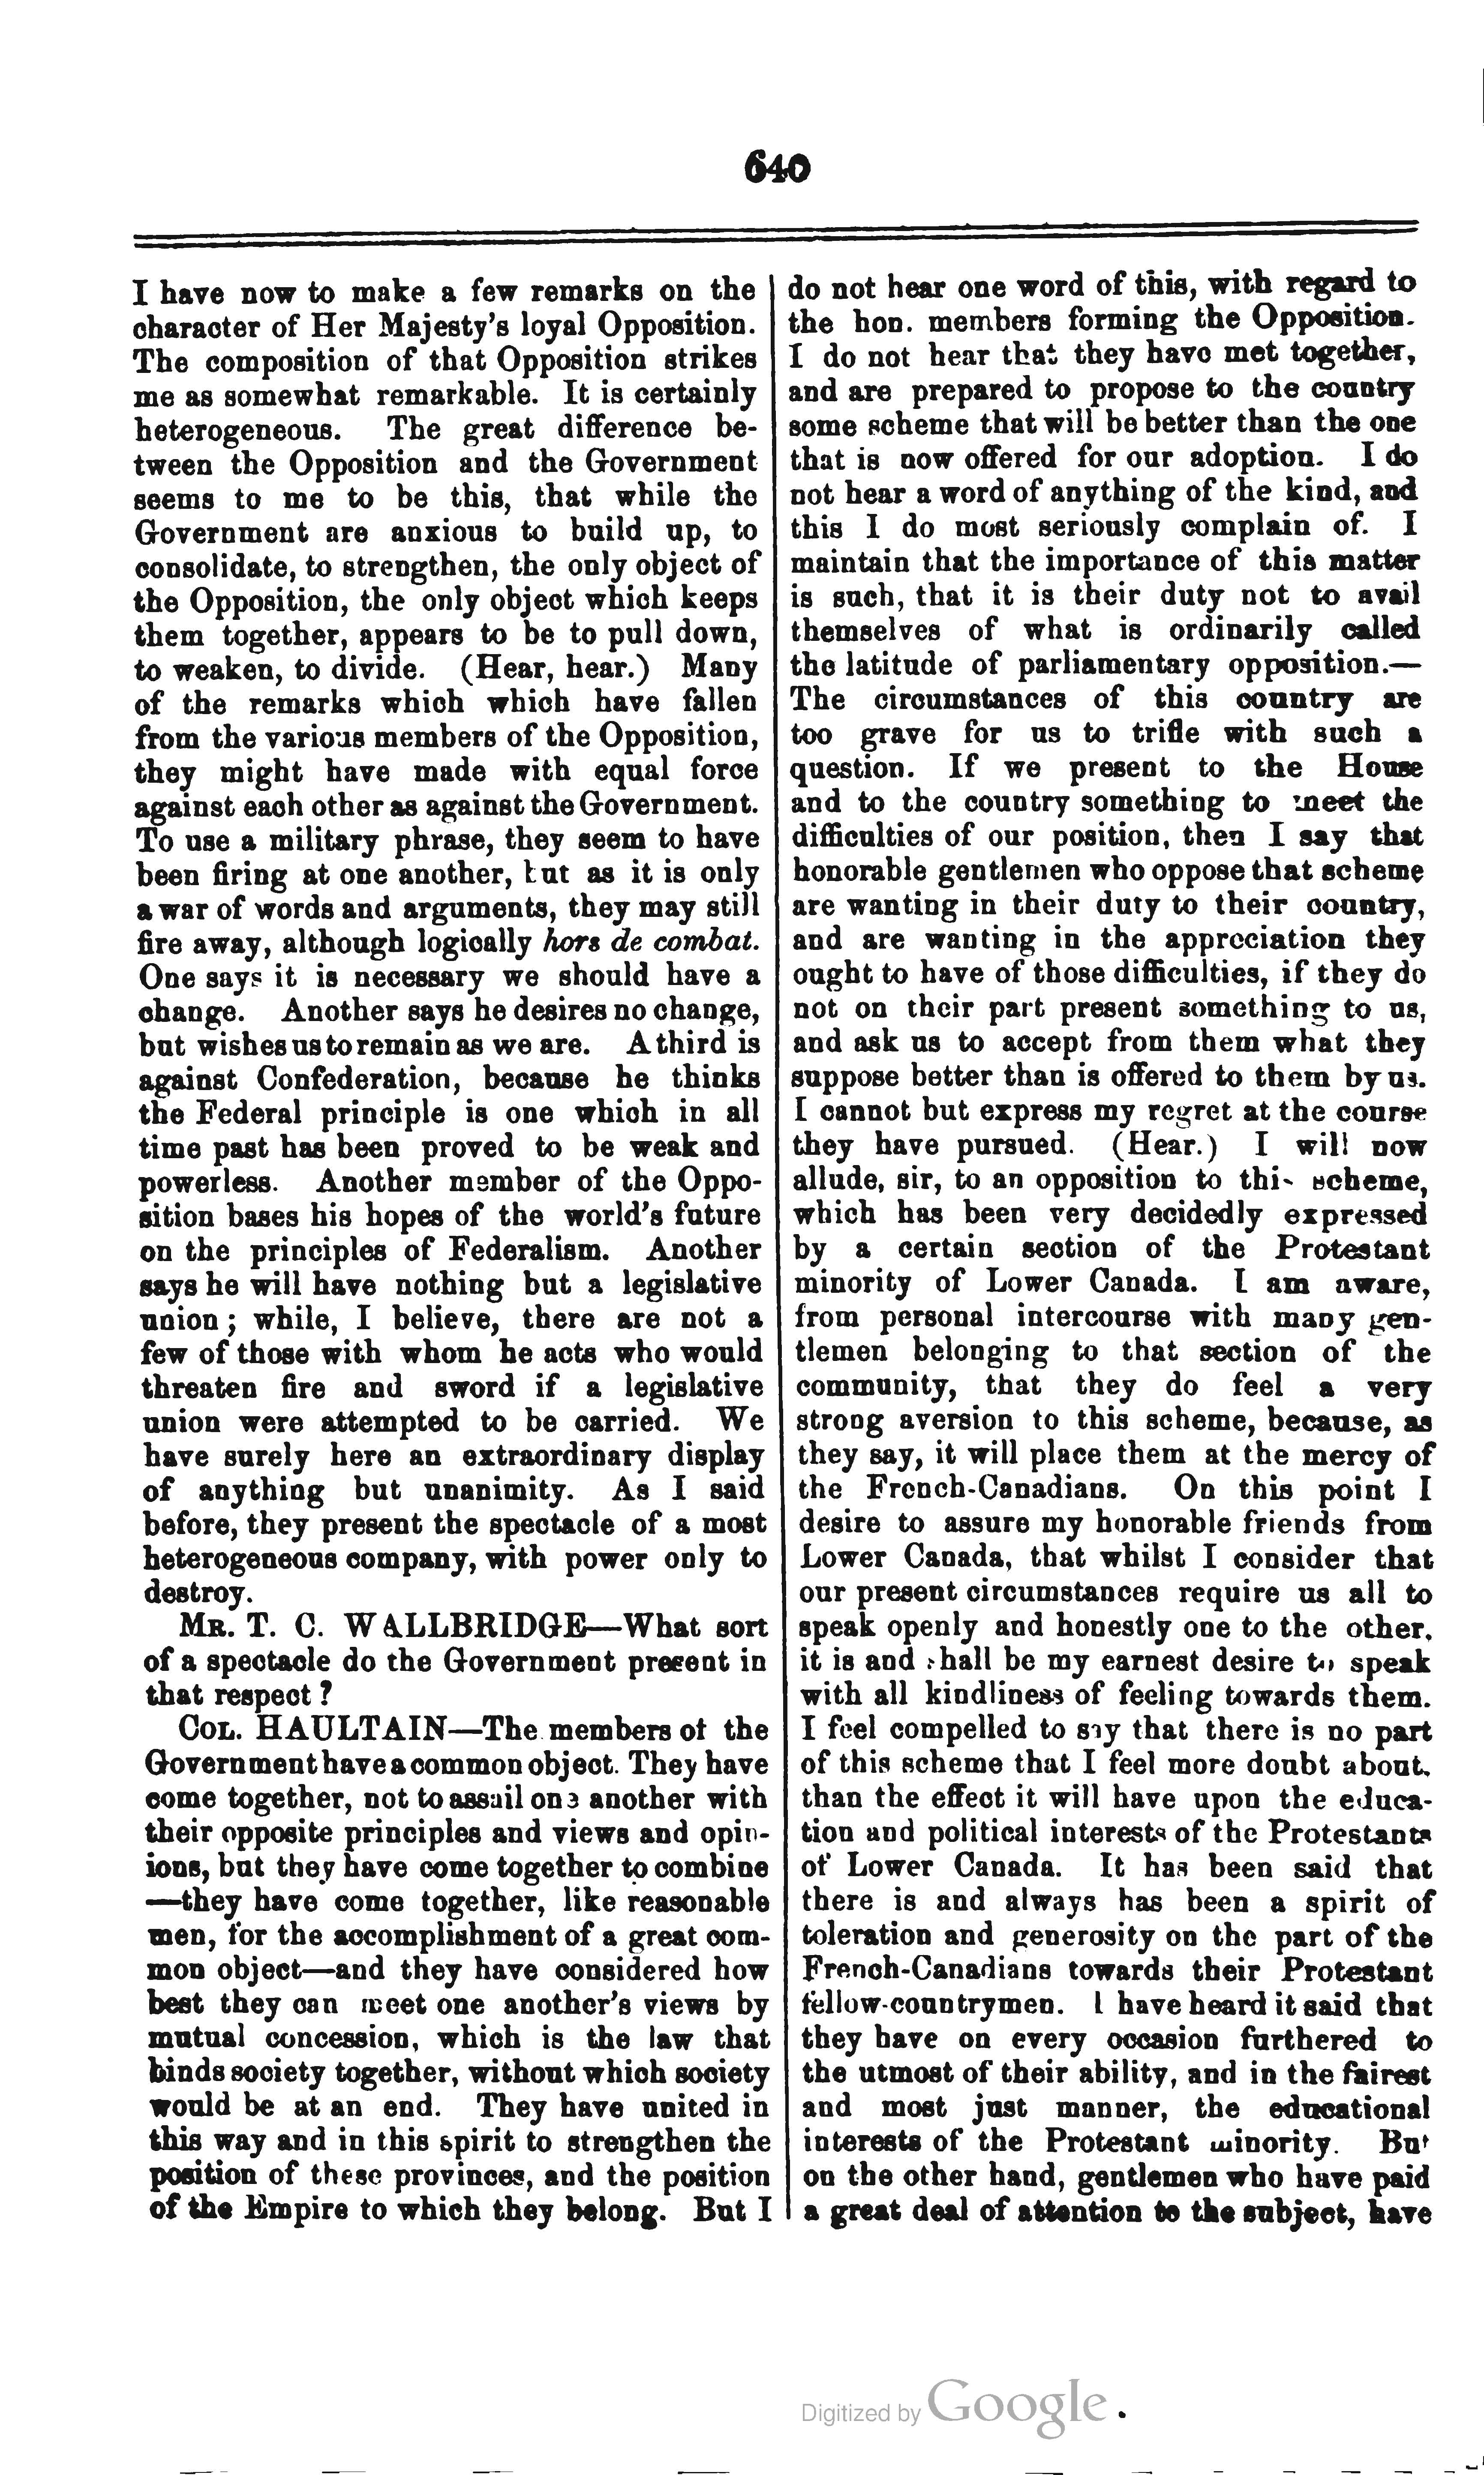 640
I have now to make a few remarks on the
character of Her Majesty's loyal Opposition.
The composition of that Opposition strikes
me as somewhat remarkable. It is certainly
heterogeneous. The great difference be-
tween the Opposition and the Government
seems to me to be this, that while the
Government are anxious to build up, to
consolidate, to strengthen, the only object of
the Opposition, the only object which keeps
them together, appears to be to pull down,
to weaken, to divide. (Hear, hear.) Many
of the remarks which which have fallen
from the various members of the Opposition,
they might have made with equal force
against each other as against the Government.
To use a military phrase, they seem to have
been firing at one another, but as it is only
a war of words and arguments, they may still
fire away, although logically hors de combat.
One says it is necessary we should have a
change. Another says he desires no change,
but wishes us to remain as we are. A third is
against Confederation, because he thinks
the Federal principle is one which in all
time past has been proved to be weak and
powerless. Another member of the Oppo-
sition bases his hopes of the world's future
on the principles of Federalism. Another
says he will have nothing but a legislative
union; while, I believe, there are not a
few of those with whom he acts who would
threaten fire and sword if a legislative
union were attempted to be carried. We
have surely here an extraordinary display
of anything but unanimity. As I said
before, they present the spectacle of a most
heterogeneous company, with power only to
destroy.
MR. T. C. WALLBRIDGE—What sort
of a spectacle do the Government present in
that respect?
COL. HAULTAIN—The members of the
Government have a common object. They have
come together, not to assail one another with
their opposite principles and views and opin-
ions, but they have come together to combine
—they have come together, like reasonable
men, for the accomplishment of a great com-
mon object—and they have considered how
best they can meet one another's views by
mutual concession, which is the law that
binds society together, without which society
would be at an end. They have united in
this way and in this spirit to strengthen the
position of these provinces, and the position
of the Empire to which they belong. But I
do not hear one word of this, with regard to
the hon. members forming the Opposition.
I do not hear that they have met together,
and are prepared to propose to the country
some scheme that will be better than the one
that is now offered for our adoption. I do
not hear a word of anything of the kind, and
this I do most seriously complain of. I
maintain that the importance of this matter
is such, that it is their duty not to avail
themselves of what is ordinarily called
the latitude of parliamentary opposition.—
The circumstances of this country are
too grave for us to trifle with such a
question. If we present to the House
and to the country something to meet the
difficulties of our position, then I say that
honorable gentlemen who oppose that scheme
are wanting in their duty to their country,
and are wanting in the appreciation they
ought to have of those difficulties, if they do
not on their part present something to us,
and ask us to accept from them what they
suppose better than is offered to them by us.
I cannot but express my regret at the course
they have pursued. (Hear.) I will now
allude, sir, to an opposition to this scheme,
which has been very decidedly expressed
by a certain section of the Protestant
minority of Lower Canada. I am aware,
from personal intercourse with many gen-
tlemen belonging to that section of the
community, that they do feel a very
strong aversion to this scheme, because, as
they say, it will place them at the mercy of
the French-Canadians. On this point I
desire to assure my honorable friends from
Lower Canada, that whilst I consider that
our present circumstances require us all to
speak openly and honestly one to the other,
it is and shall be my earnest desire to speak
with all kindliness of feeling towards them.
I feel compelled to say that there is no part
of this scheme that I feel more doubt about,
than the effect it will have upon the educa-
tion and political interests of the Protestants
of Lower Canada. It has been said that
there is and always has been a spirit of
toleration and generosity on the part of the
French-Canadians towards their Protestant
fellow-countrymen. I have heard it said that
they have on every occasion furthered to
the utmost of their ability, and in the fairest
and most just manner, the educational
interests of the Protestant minority. But
on the other hand, gentlemen who have paid
a great deal of attention to the subject, have
Digitized by Google